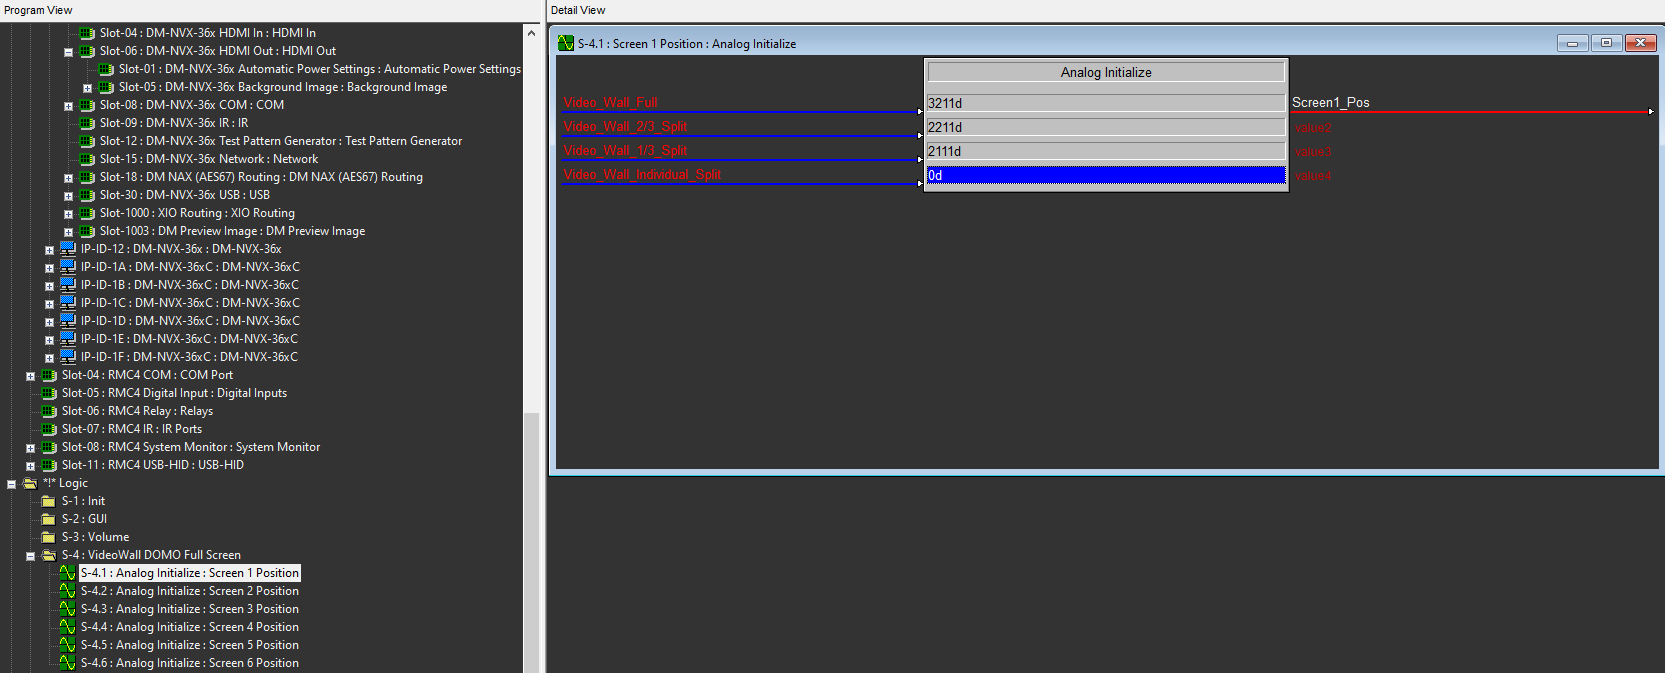 Program View
Slot-04 : DM-NVX-36x HDMI In : HDMI In
Slot-06 : DM-NVX-36x HDMI Out : HDMI Out
Slot-01 : DM-NVX-36x Automatic Power Settings : Automatic Power Settings
Slot-05 : DM-NVX-36x Background Image : Background Image
Slot-08 : DM-NVX-36x COM : COM
Slot-09 : DM-NVX-36x IR : IR
Slot-12 : DM-NVX-36x Test Pattern Generator : Test Pattern Generator
Slot-15 : DM-NVX-36x Network : Network
Slot-18 : DM NAX (AES67) Routing : DM NAX (AES67) Routing
Slot-30 : DM-NVX-36x USB : USB
Slot-1000 : XIO Routing : XIO Routing
Slot-1003 : DM Preview Image : DM Preview Image
IP-ID-12 : DM-NVX-36x : DM-NVX-36x
IP-ID-1A : DM-NVX-36xC : DM-NVX-36xC
IP-ID-1B : DM-NVX-36xC : DM-NVX-36xC
IP-ID-1C : DM-NVX-36xC : DM-NVX-36xC
IP-ID-1D : DM-NVX-36xC : DM-NVX-36xC
IP-ID-1E : DM-NVX-36xC : DM-NVX-36xC
IP-ID-1F : DM-NVX-36xC : DM-NVX-36xC
Slot-04 : RMC4 COM : COM Port
Slot-05 : RMC4 Digital Input : Digital Inputs
Slot-06 : RMC4 Relay : Relays
Slot-07 : RMC4 IR : IR Ports
Slot-08 : RMC4 System Monitor : System Monitor
Slot-11 : RMC4 USB-HID : USB-HID
*!* Logic
S-1 : Init
S-2 : GUI
S-3 : Volume
S-4 : VideoWall DOMO Full Screen
S-4.1 : Analog Initialize : Screen 1 Position
S-4.2 : Analog Initialize : Screen 2 Position
S-4.3 : Analog Initialize : Screen 3 Position
S-4.4 : Analog Initialize : Screen 4 Position
S-4.5 : Analog Initialize : Screen 5 Position
S-4.6 : Analog Initialize : Screen 6 Position
Detail View
S-4.1 : Screen 1 Position : Analog Initialize
Analog Initialize
Video_Wall_Full 3211d Screen1_Pos
Video_Wall_2/3_Split 2211d value2
Video_Wall_1/3_Split 2111d value3
Video_Wall_Individual_Split 0d value4